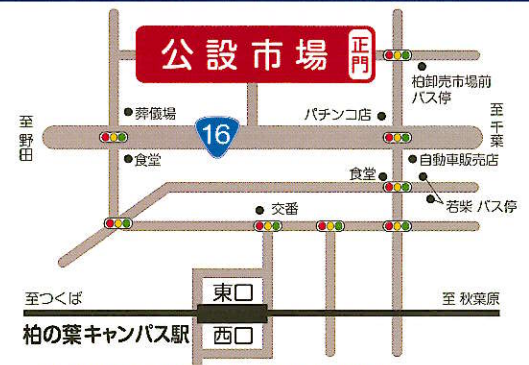 公設市場 正門
柏卸売市場前
バス停
至千葉
葬儀場
パチンコ店
至野田
16
食堂
自動車販売店
食堂
若柴 バス停
交番
東口
至つくば
至 秋葉原
柏の葉キャンパス駅
西口